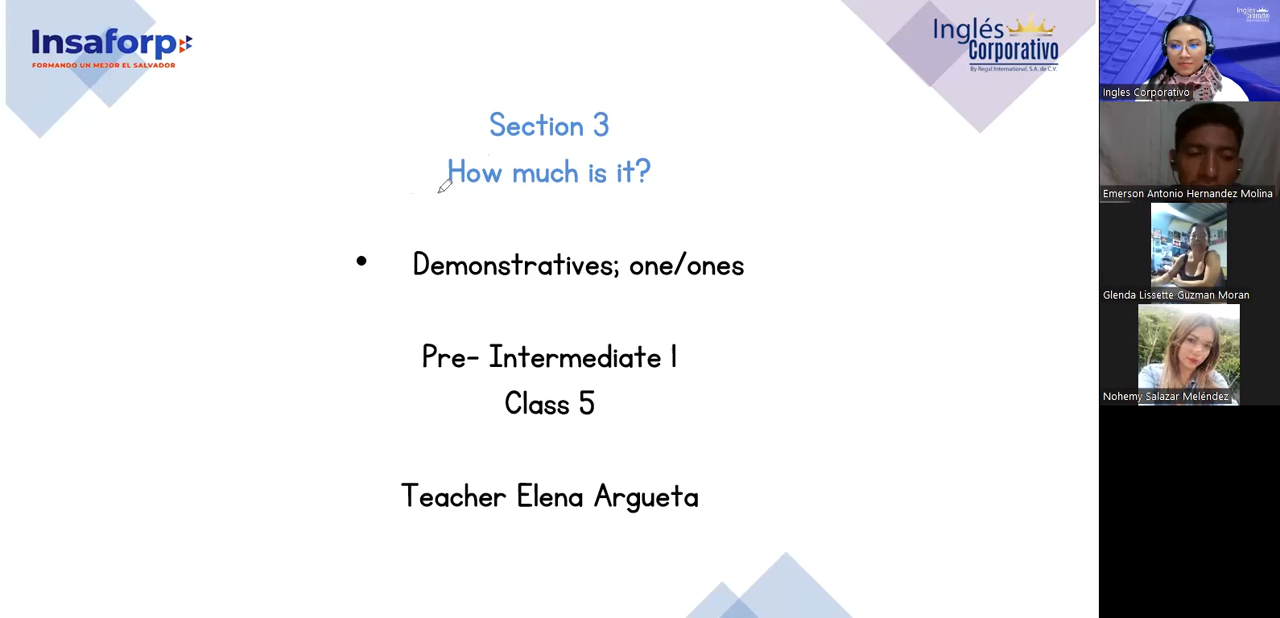 Insaforp
FORMANDO UN MEJOR EL SALVADOR
Inglés
Corporativo
By Regal International, S.A. de C.V.
Section 3
How much is it?
• Demonstratives; one/ones
Pre- Intermediate 1
Class 5
Teacher Elena Argueta
Inglés
Corporativo
Ingles Corporativo
Emerson Antonio Hernandez Molina
Glenda Lissette Guzman Moran
Nohemy Salazar Meléndez